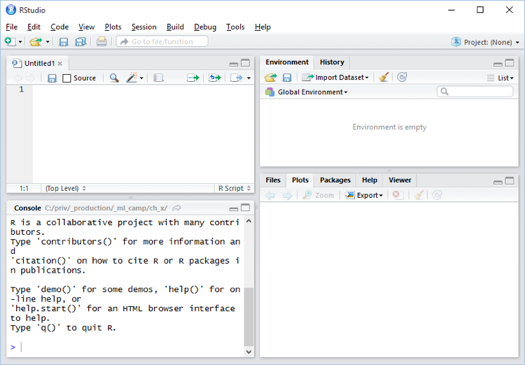 RStudio
File Edit Code View Plots Session Build Debug Tools Help
Go to file/function
Project: (None)
Untitled1
Source
1
1:1 (Top Level) R Script
Console C:/priv/_production/_ml_camp/ch_x/
R is a collaborative project with many contri
butors.
Type 'contributors()' for more information an
d
'citation()' on how to cite R or R packages i
n publications.
Type 'demo()' for some demos, 'help()' for on
-line help, or
'help.start()' for an HTML browser interface
to help.
Type 'q()' to quit R.
>
Environment History
Import Dataset List
Global Environment
Environment is empty
Files Plots Packages Help Viewer
Zoom Export